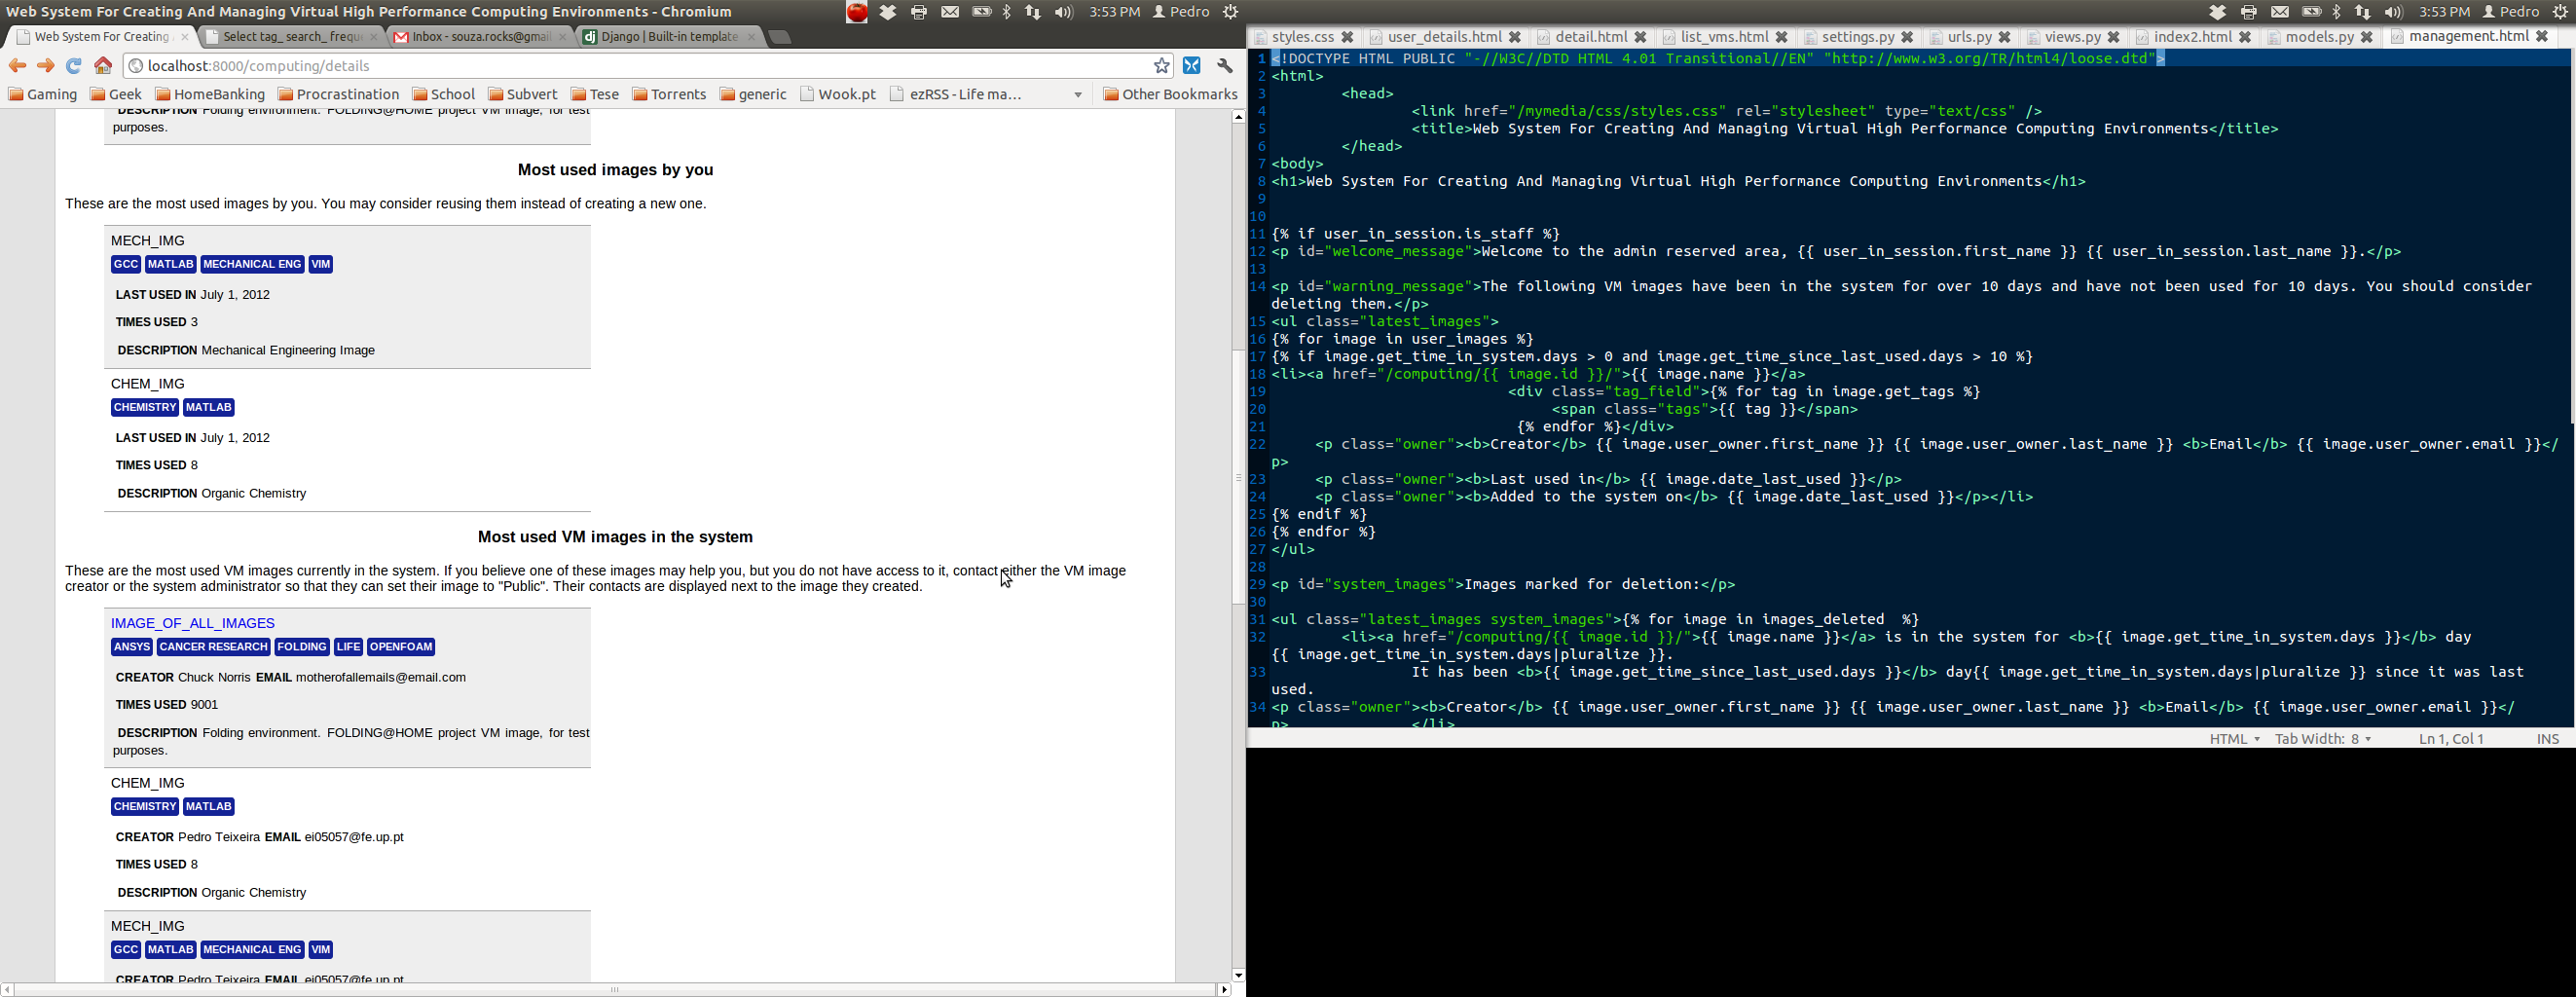 Web System For Creating And Managing Virtual High Performance Computing Environments - Chromium
3:53 PM Pedro
3:53 PM Pedro
Web System For Creating
Select tag_ search_ frequ
Inbox - souza.rocks@gmail
Django | Built-in template
localhost:8000/computing/details
Gaming Geek HomeBanking Procrastination School Subvert Tese Torrents generic Wook.pt ezRSS - Life ma... Other Bookmarks
DESCRIPTION Folding environment. FOLDING@HOME project VM image, for test
purposes.
Most used images by you
These are the most used images by you. You may consider reusing them instead of creating a new one.
MECH_IMG
GCC MATLAB MECHANICAL ENG VIM
LAST USED IN July 1, 2012
TIMES USED 3
DESCRIPTION Mechanical Engineering Image
CHEM_IMG
CHEMISTRY MATLAB
LAST USED IN July 1, 2012
TIMES USED 8
DESCRIPTION Organic Chemistry
Most used VM images in the system
These are the most used VM images currently in the system. If you believe one of these images may help you, but you do not have access to it, contact either the VM image
creator or the system administrator so that they can set their image to "Public". Their contacts are displayed next to the image they created.
IMAGE_OF_ALL_IMAGES
ANSYS CANCER RESEARCH FOLDING LIFE OPENFOAM
CREATOR Chuck Norris EMAIL motherofallemails@email.com
TIMES USED 9001
DESCRIPTION Folding environment. FOLDING@HOME project VM image, for test
purposes.
CHEM_IMG
CHEMISTRY MATLAB
CREATOR Pedro Teixeira EMAIL ei05057@fe.up.pt
TIMES USED 8
DESCRIPTION Organic Chemistry
MECH_IMG
GCC MATLAB MECHANICAL ENG VIM
CREATOR Pedro Teixeira EMAIL ei05057@fe.up.pt
styles.css user_details.html detail.html list_vms.html settings.py urls.py views.py index2.html models.py management.html
1 <!DOCTYPE HTML PUBLIC "-//W3C//DTD HTML 4.01 Transitional//EN" "http://www.w3.org/TR/html4/loose.dtd">
2 <html>
3 <head>
4 <link href="/mymedia/css/styles.css" rel="stylesheet" type="text/css" />
5 <title>Web System For Creating And Managing Virtual High Performance Computing Environments</title>
6 </head>
7 <body>
8 <h1>Web System For Creating And Managing Virtual High Performance Computing Environments</h1>
9
10
11 {% if user_in_session.is_staff %}
12 <p id="welcome_message">Welcome to the admin reserved area, {{ user_in_session.first_name }} {{ user_in_session.last_name }}.</p>
13
14 <p id="warning_message">The following VM images have been in the system for over 10 days and have not been used for 10 days. You should consider
deleting them.</p>
15 <ul class="latest_images">
16 {% for image in user_images %}
17 {% if image.get_time_in_system.days > 0 and image.get_time_since_last_used.days > 10 %}
18 <li><a href="/computing/{{ image.id }}/">{{ image.name }}</a>
19 <div class="tag_field">{% for tag in image.get_tags %}
20 <span class="tags">{{ tag }}</span>
21 {% endfor %}</div>
22 <p class="owner"><b>Creator</b> {{ image.user_owner.first_name }} {{ image.user_owner.last_name }} <b>Email</b> {{ image.user_owner.email }}</
p>
23 <p class="owner"><b>Last used in</b> {{ image.date_last_used }}</p>
24 <p class="owner"><b>Added to the system on</b> {{ image.date_last_used }}</p></li>
25 {% endif %}
26 {% endfor %}
27 </ul>
28
29 <p id="system_images">Images marked for deletion:</p>
30
31 <ul class="latest_images system_images">{% for image in images_deleted %}
32 <li><a href="/computing/{{ image.id }}/">{{ image.name }}</a> is in the system for <b>{{ image.get_time_in_system.days }}</b> day
{{ image.get_time_in_system.days|pluralize }}.
33 It has been <b>{{ image.get_time_since_last_used.days }}</b> day{{ image.get_time_in_system.days|pluralize }} since it was last
used.
34 <p class="owner"><b>Creator</b> {{ image.user_owner.first_name }} {{ image.user_owner.last_name }} <b>Email</b> {{ image.user_owner.email }}</
p> </li>
HTML Tab Width: 8 Ln 1, Col 1 INS